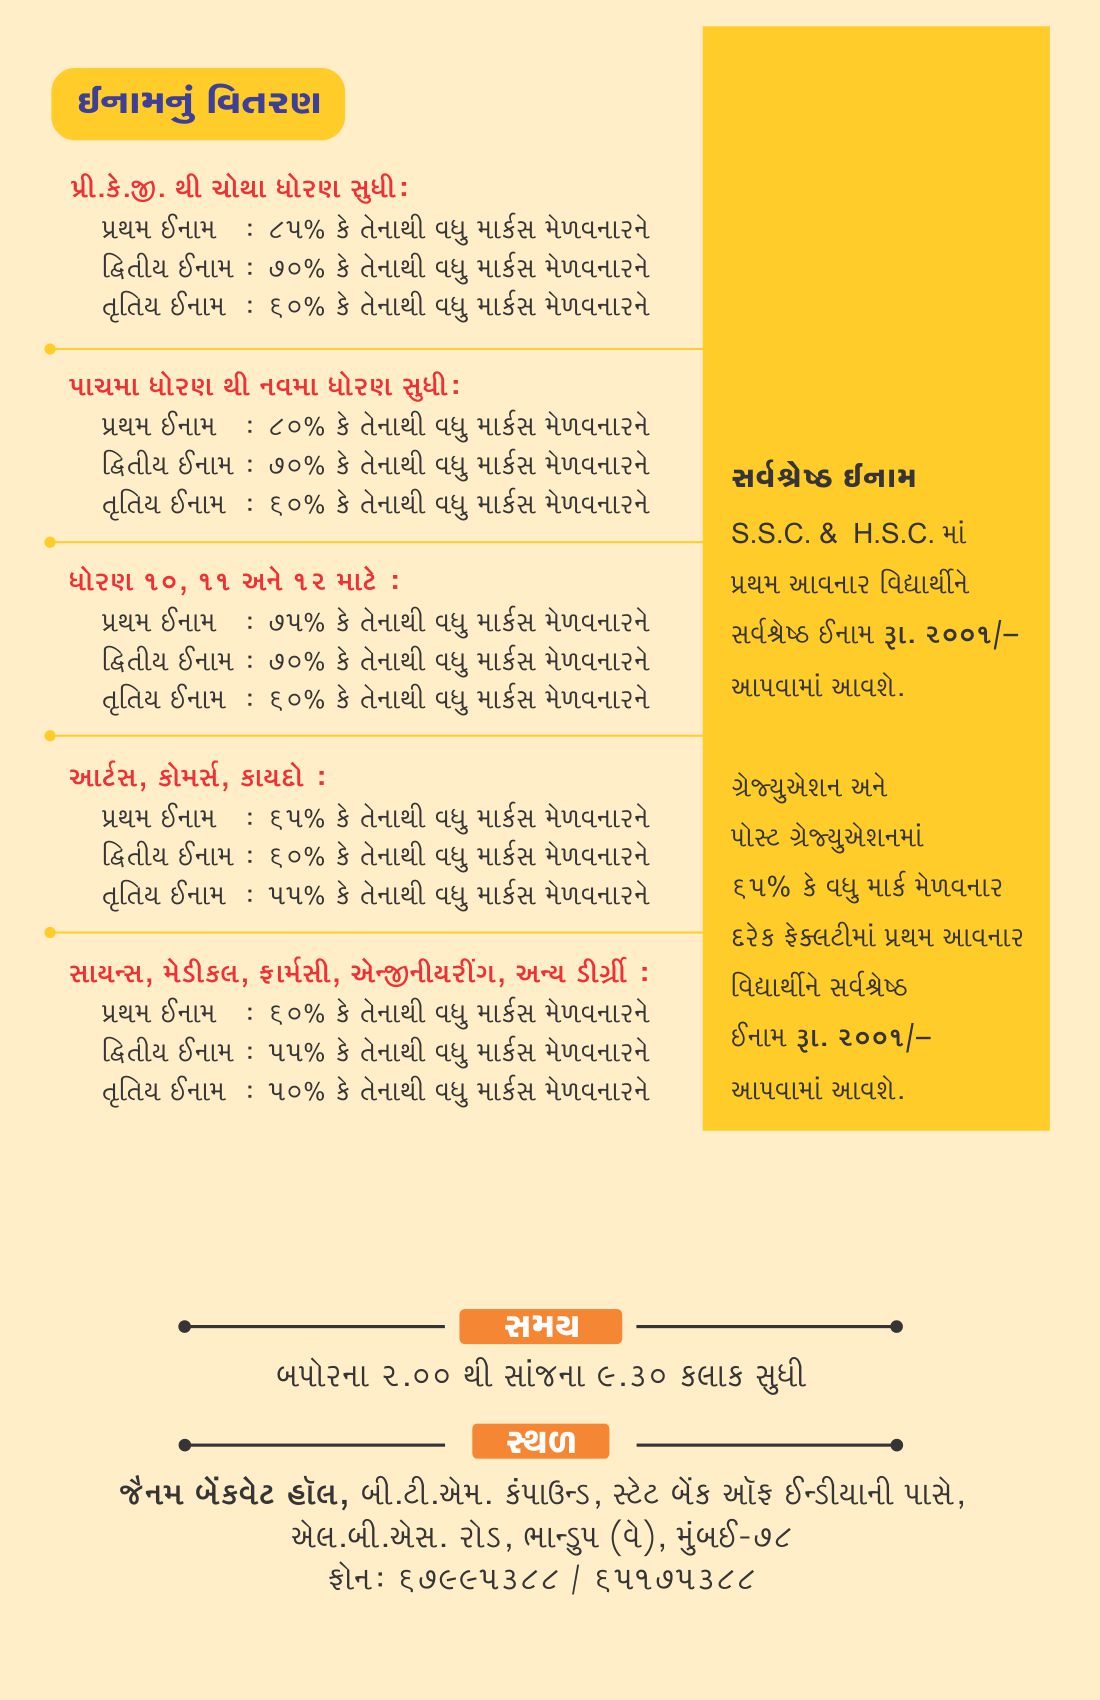 ઈનામનું વિતરણ
પ્રી.કે.જી. થી ચોથા ધોરણ સુધી:
પ્રથમ ઈનામ : ૮૫% કે તેનાથી વધુ માર્કસ મેળવનારને
દ્વિતીય ઈનામ : ૭૦% કે તેનાથી વધુ માર્કસ મેળવનારને
તૃતિય ઈનામ : ૬૦% કે તેનાથી વધુ માર્કસ મેળવનારને
પાચમા ધોરણ થી નવમા ધોરણ સુધી:
પ્રથમ ઈનામ : ૮૦% કે તેનાથી વધુ માર્કસ મેળવનારને
દ્વિતીય ઈનામ : ૭૦% કે તેનાથી વધુ માર્કસ મેળવનારને
તૃતિય ઈનામ : ૬૦% કે તેનાથી વધુ માર્કસ મેળવનારને
ધોરણ ૧૦, ૧૧ અને ૧૨ માટે :
પ્રથમ ઈનામ : ૭૫% કે તેનાથી વધુ માર્કસ મેળવનારને
દ્વિતીય ઈનામ : ૭૦% કે તેનાથી વધુ માર્કસ મેળવનારને
તૃતિય ઈનામ : ૬૦% કે તેનાથી વધુ માર્કસ મેળવનારને
આર્ટસ, કોમર્સ, કાયદો :
પ્રથમ ઈનામ : ૬૫% કે તેનાથી વધુ માર્કસ મેળવનારને
દ્વિતીય ઈનામ : ૬૦% કે તેનાથી વધુ માર્કસ મેળવનારને
તૃતિય ઈનામ : ૫૫% કે તેનાથી વધુ માર્કસ મેળવનારને
સાયન્સ, મેડીકલ, ફાર્મસી, એન્જીનીયરીંગ, અન્ય ડીર્ગ્રી :
પ્રથમ ઈનામ : ૬૦% કે તેનાથી વધુ માર્કસ મેળવનારને
દ્વિતીય ઈનામ : ૫૫% કે તેનાથી વધુ માર્કસ મેળવનારને
તૃતિય ઈનામ : ૫૦% કે તેનાથી વધુ માર્કસ મેળવનારને
સર્વશ્રેષ્ઠ ઈનામ
S.S.C. & H.S.C. માં
પ્રથમ આવનાર વિદ્યાર્થીને
સર્વશ્રેષ્ઠ ઈનામ રૂા. ૨૦૦૧/–
આપવામાં આવશે.
ગ્રેજ્યુએશન અને
પોસ્ટ ગ્રેજ્યુએશનમાં
૬૫% કે વધુ માર્ક મેળવનાર
દરેક ફેક્લટીમાં પ્રથમ આવનાર
વિદ્યાર્થીને સર્વશ્રેષ્ઠ
ઈનામ રૂા. ૨૦૦૧/–
આપવામાં આવશે.
સમય
બપોરના ૨.૦૦ થી સાંજના ૯.૩૦ કલાક સુધી
સ્થળ
જૈનમ બેંકવેટ હૉલ, બી.ટી.એમ. કંપાઉન્ડ, સ્ટેટ બેંક ઑફ ઈન્ડીયાની પાસે,
એલ.બી.એસ. રોડ, ભાન્ડુપ (વે), મુંબઈ-૭૮
ફોન: ૬૭૯૯૫૩૮૮ / ૬૫૧૭૫૩૮૮